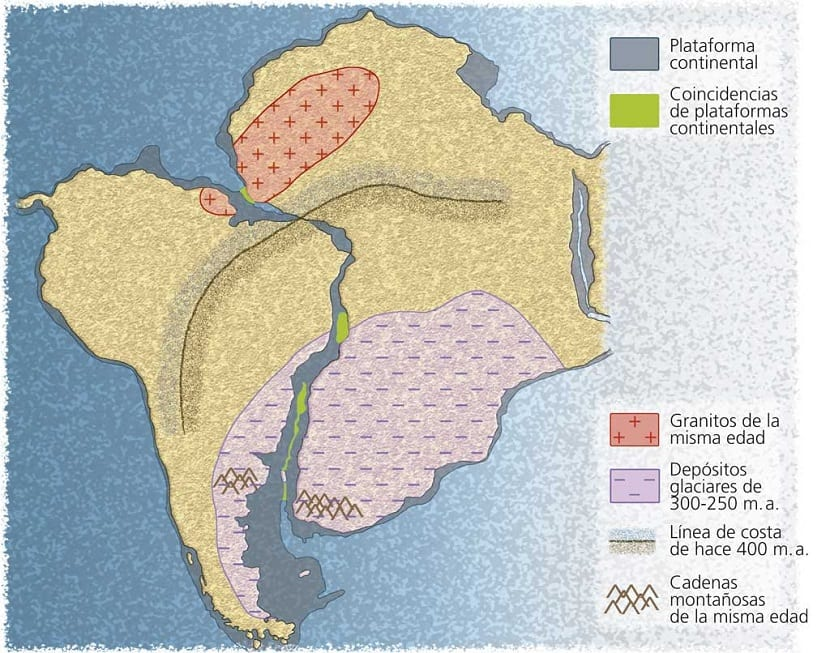 Plataforma
continental
Coincidencias
de plataformas
continentales
Granitos de la
misma edad
Depósitos
glaciares de
300-250 m.a.
Línea de costa
de hace 400 m.a.
Cadenas
montañosas
de la misma edad